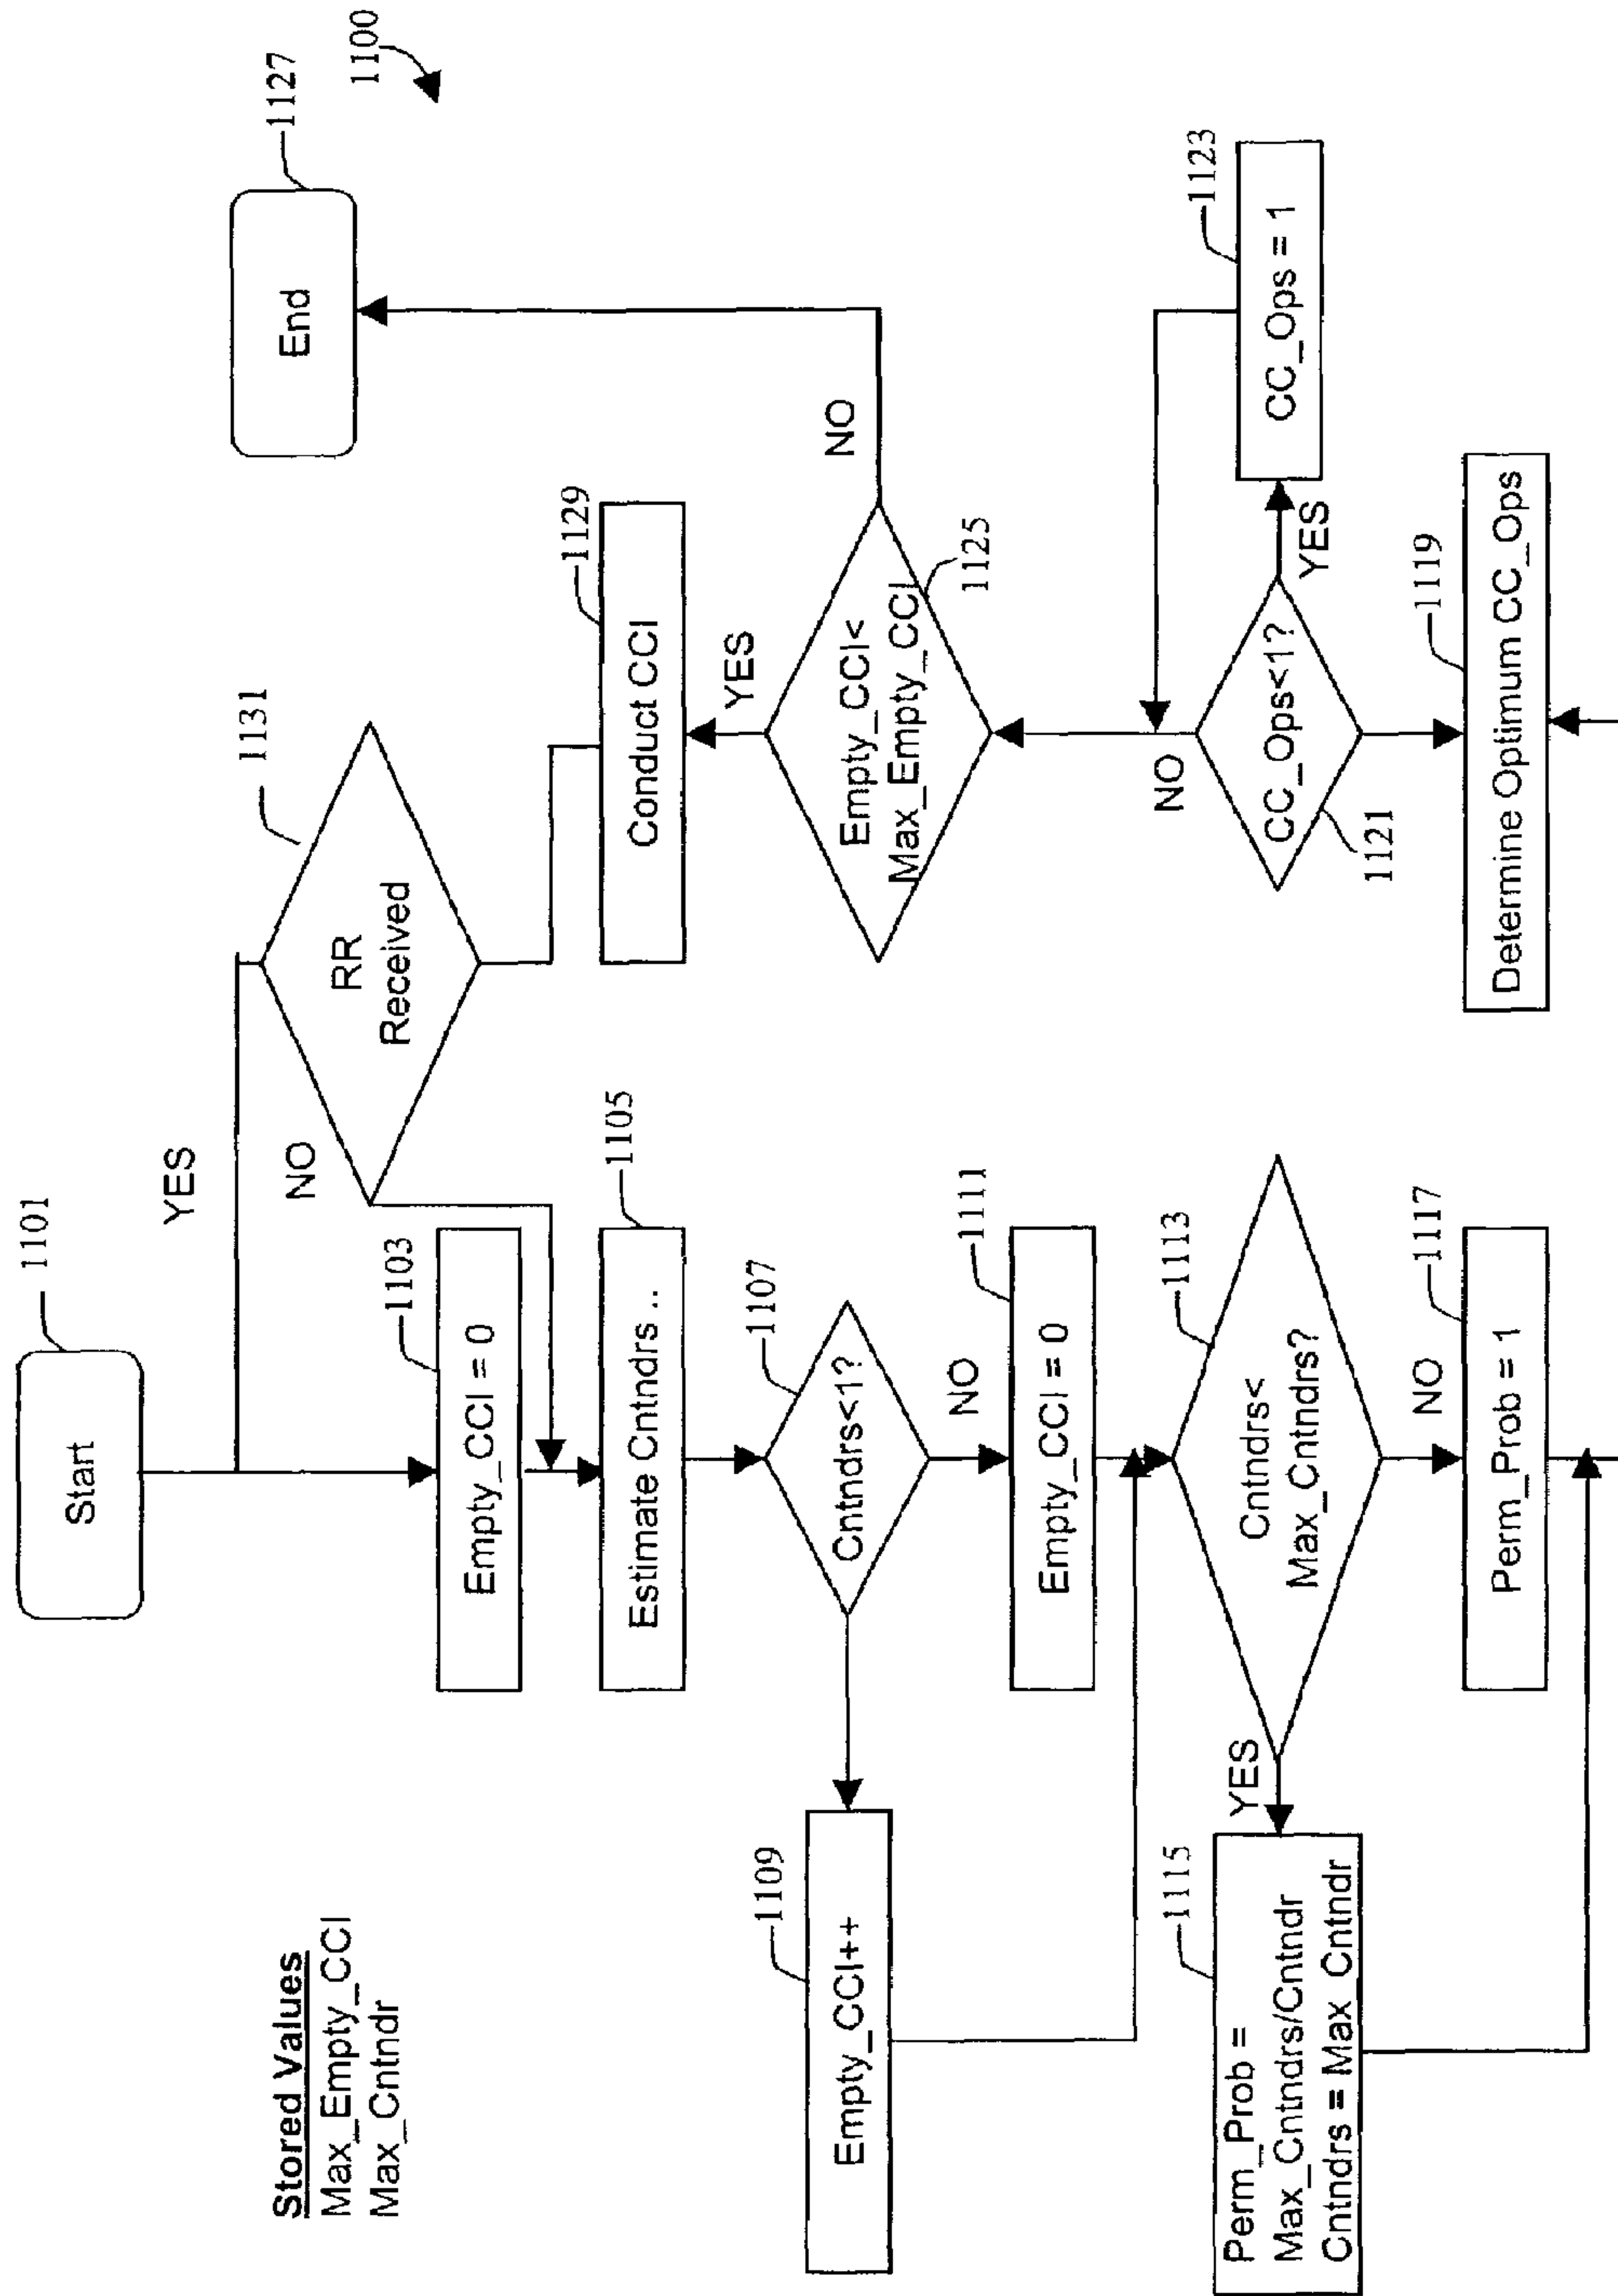 Stored Values
Max_Empty_CCI
Max_Cntndr
1100
Start
1101
YES
Empty_CCI = 0
1103
NO
Estimate Cntndrs ..
1105
Cntndrs<1?
1107
Empty_CCI++
1109
NO
Empty_CCI = 0
1111
Cntndrs<
Max_Cntndrs?
1113
YES
Perm_Prob =
Max_Cntndrs/Cntndr
Cntndrs = Max_Cntndr
1115
NO
Perm_Prob = 1
1117
RR
Received
1131
End
1127
Conduct CCI
1129
YES
NO
Empty_CCI<
Max_Empty_CCI
1125
NO
CC_Ops = 1
1123
CC_Ops<1?
YES
1121
Determine Optimum CC_Ops
1119